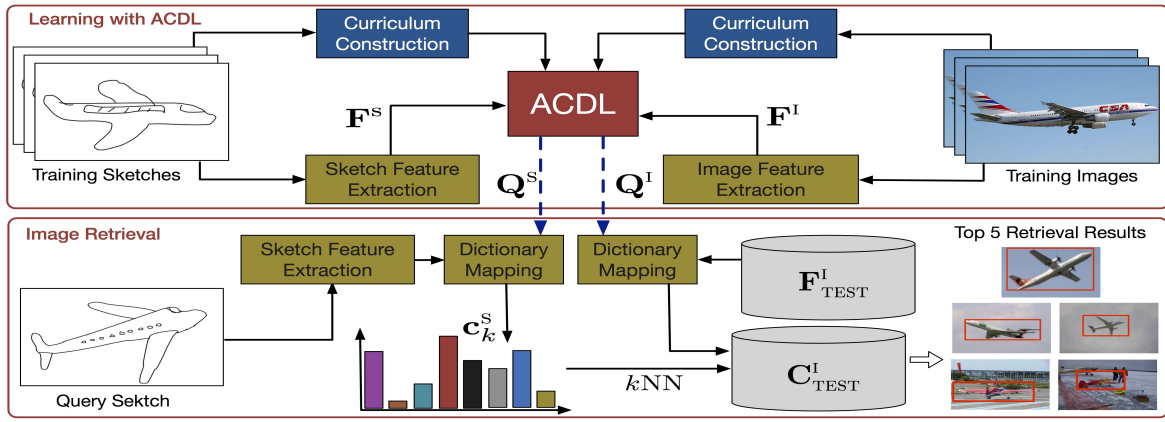 Learning with ACDL
Curriculum
Construction
Curriculum
Construction
ACDL
CSA
F^S
F^I
Training Sketches
Sketch Feature
Extraction
Q^S
Q^I
Image Feature
Extraction
Training Images
Image Retrieval
Sketch Feature
Extraction
Dictionary
Mapping
Dictionary
Mapping
F^I_TEST
Top 5 Retrieval Results
c^S_k
kNN
C^I_TEST
Query Sektch